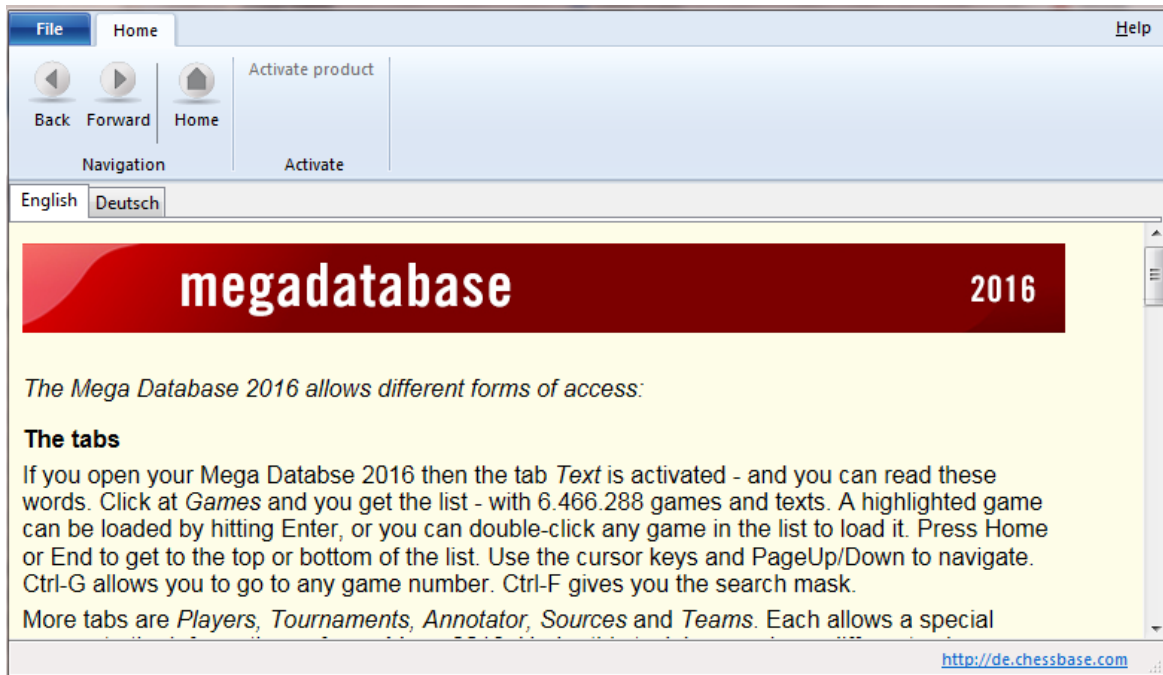 File Home Help
Activate product
Back Forward Home
Navigation Activate
English Deutsch
megadatabase 2016
The Mega Database 2016 allows different forms of access:
The tabs
If you open your Mega Databse 2016 then the tab Text is activated - and you can read these
words. Click at Games and you get the list - with 6.466.288 games and texts. A highlighted game
can be loaded by hitting Enter, or you can double-click any game in the list to load it. Press Home
or End to get to the top or bottom of the list. Use the cursor keys and PageUp/Down to navigate.
Ctrl-G allows you to go to any game number. Ctrl-F gives you the search mask.
More tabs are Players, Tournaments, Annotator, Sources and Teams. Each allows a special
http://de.chessbase.com